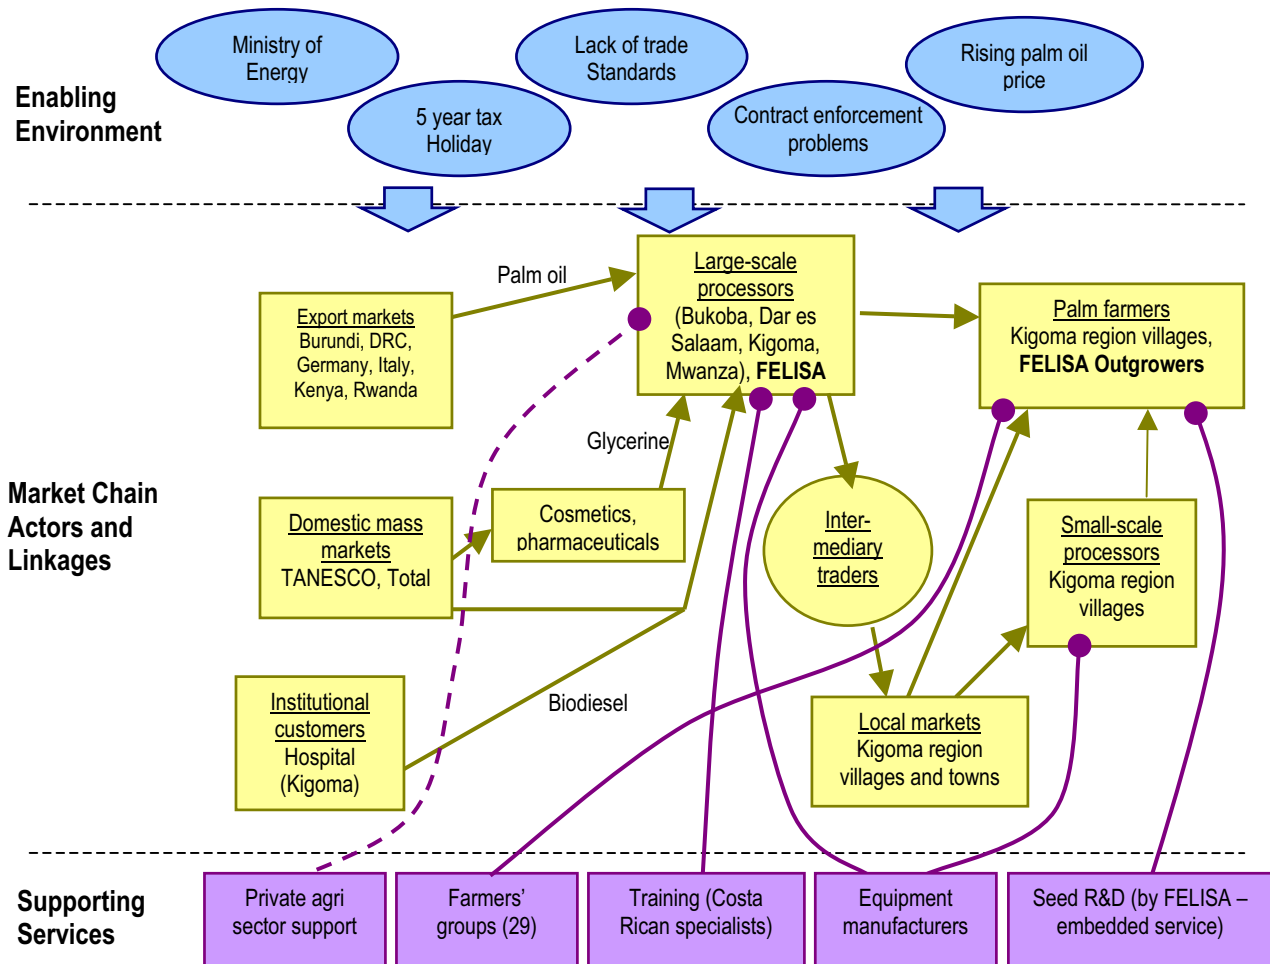 Ministry of
Energy
Lack of trade
Standards
Rising palm oil
price
Enabling
Environment
5 year tax
Holiday
Contract enforcement
problems
Palm oil
Large-scale
processors
(Bukoba, Dar es
Salaam, Kigoma,
Mwanza), FELISA
Export markets
Burundi, DRC,
Germany, Italy,
Kenya, Rwanda
Palm farmers
Kigoma region villages,
FELISA Outgrowers
Glycerine
Market Chain
Actors and
Linkages
Domestic mass
markets
TANESCO, Total
Cosmetics,
pharmaceuticals
Inter-
mediary
traders
Small-scale
processors
Kigoma region
villages
Institutional
customers
Hospital
(Kigoma)
Biodiesel
Local markets
Kigoma region
villages and towns
Supporting
Services
Private agri
sector support
Farmers'
groups (29)
Training (Costa
Rican specialists)
Equipment
manufacturers
Seed R&D (by FELISA –
embedded service)